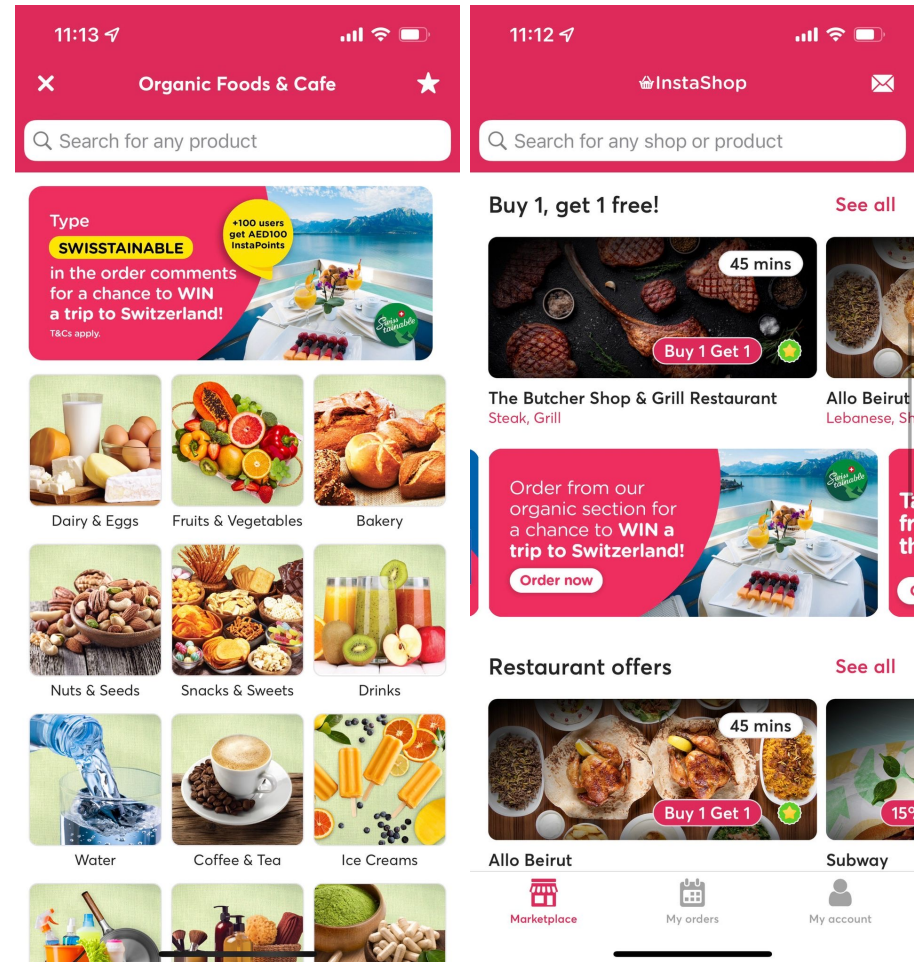 11:13
Organic Foods & Cafe
Search for any product
Type
SWISSTAINABLE
in the order comments
for a chance to WIN
a trip to Switzerland!
T&Cs apply.
+100 users
get AED100
InstaPoints
Swiss
tainable
Dairy & Eggs
Fruits & Vegetables
Bakery
Nuts & Seeds
Snacks & Sweets
Drinks
Water
Coffee & Tea
Ice Creams
11:12
InstaShop
Search for any shop or product
Buy 1, get 1 free!
See all
45 mins
Buy 1 Get 1
The Butcher Shop & Grill Restaurant
Steak, Grill
Allo Beirut
Lebanese, Sh
Order from our
organic section for
a chance to WIN a
trip to Switzerland!
Order now
Swiss
tainable
Restaurant offers
See all
45 mins
Buy 1 Get 1
15%
Allo Beirut
Subway
Marketplace
My orders
My account